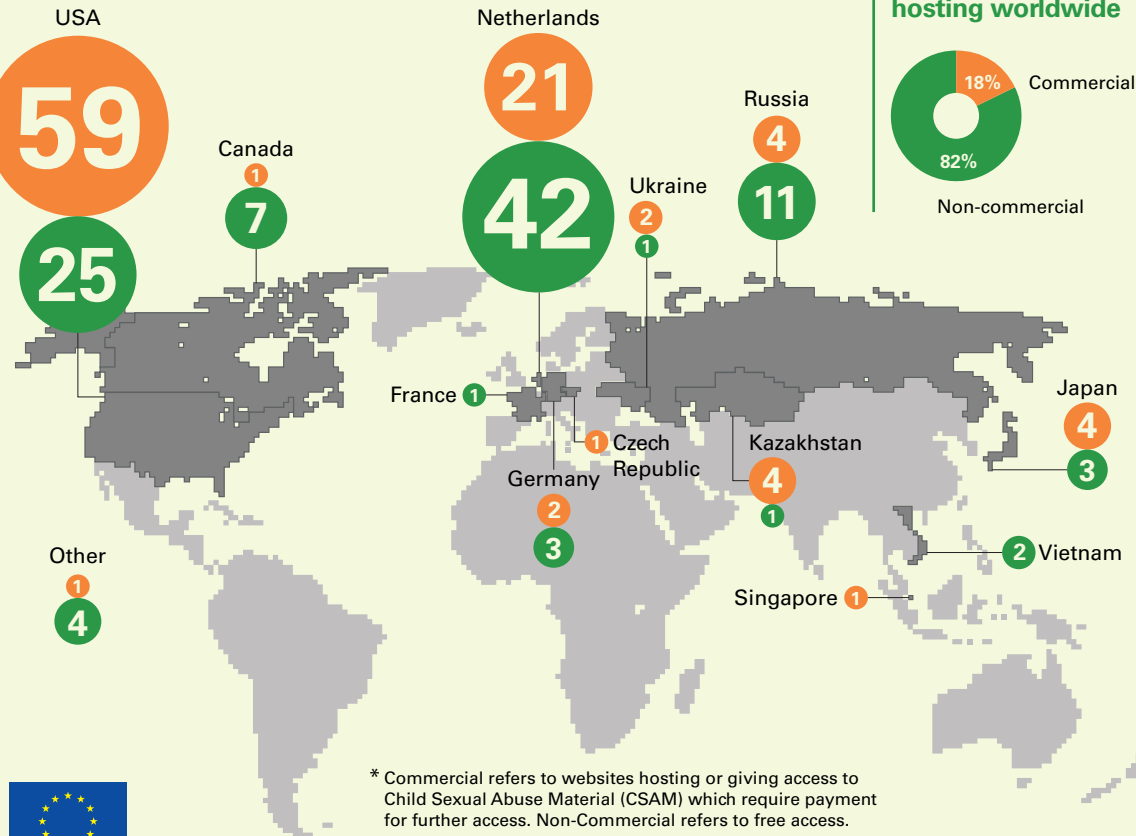 hosting worldwide
18%
Commercial
82%
Non-commercial
USA
59
25
Canada
1
7
Netherlands
21
42
Ukraine
2
1
Russia
4
11
France 1
1 Czech
Republic
Germany
2
3
Kazakhstan
4
1
Japan
4
3
2 Vietnam
Singapore 1
Other
1
4
* Commercial refers to websites hosting or giving access to
Child Sexual Abuse Material (CSAM) which require payment
for further access. Non-Commercial refers to free access.